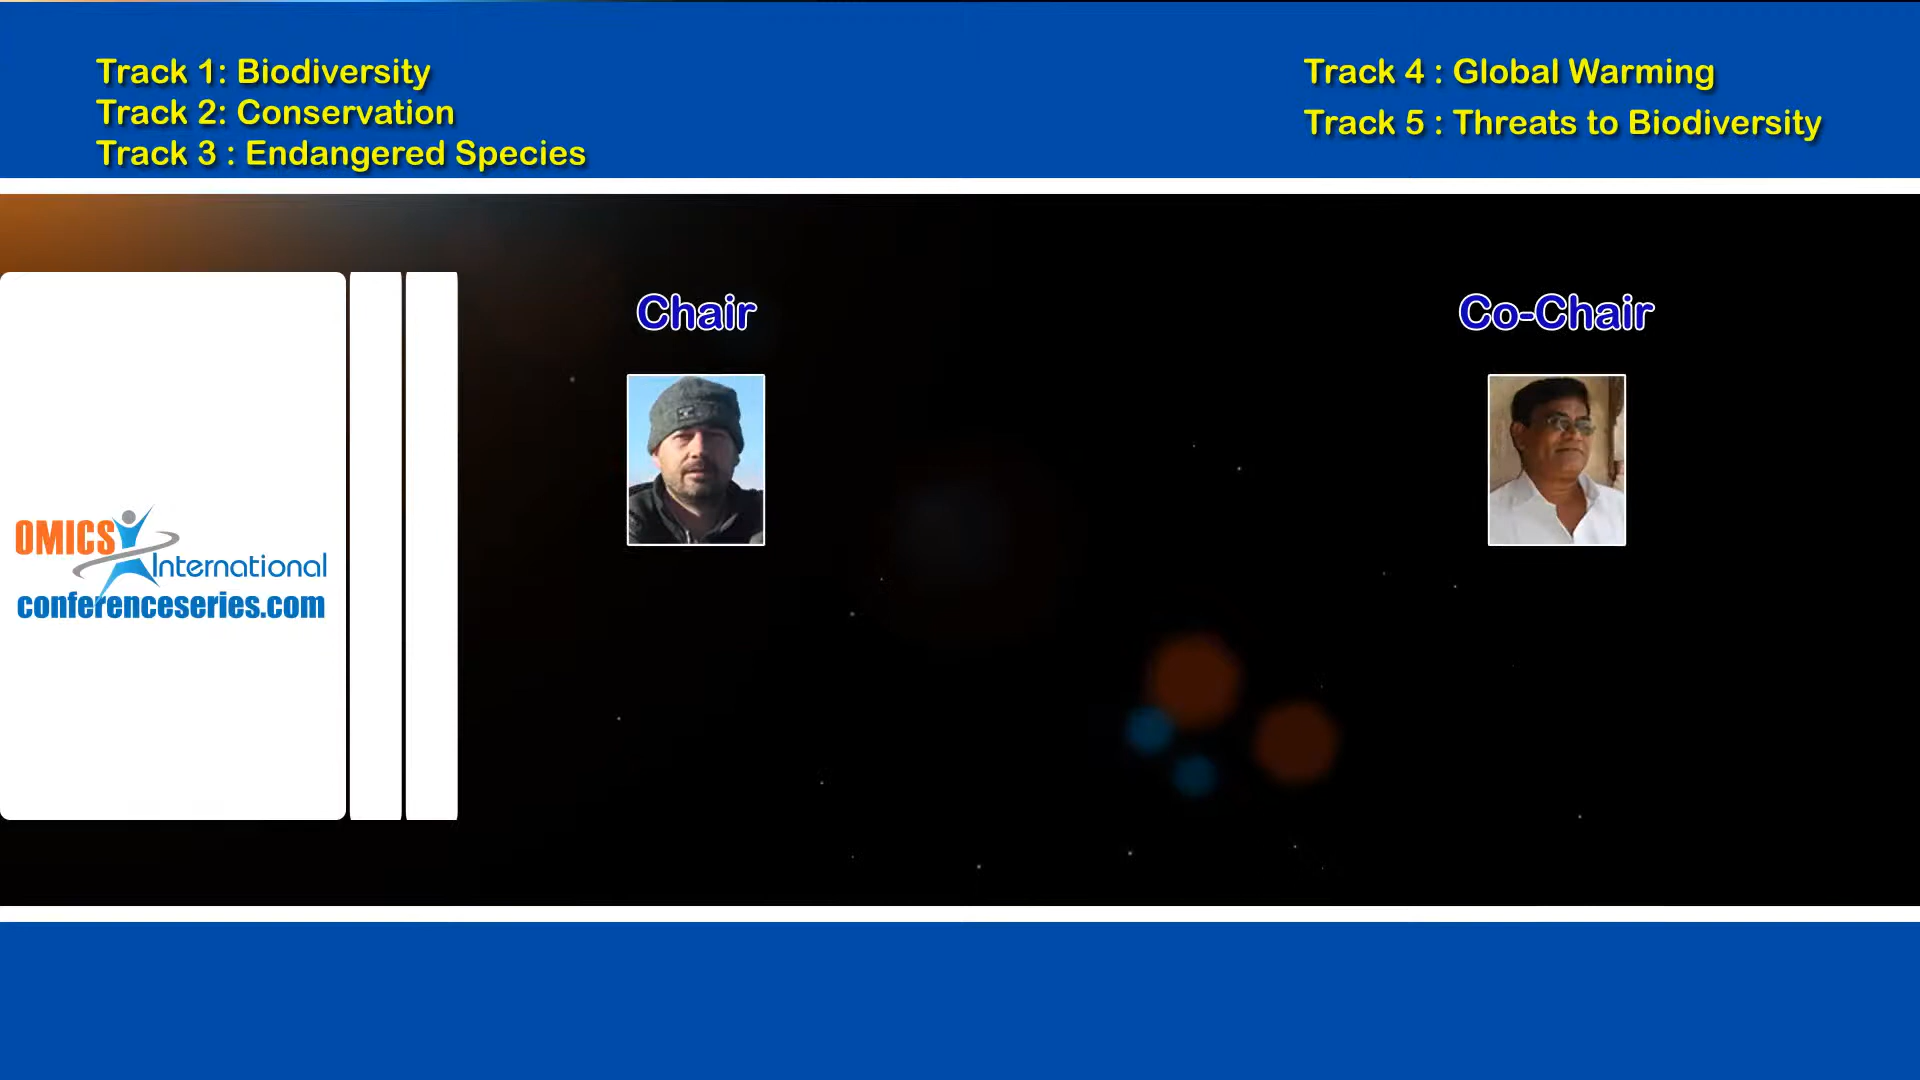 Track 1: Biodiversity
Track 2: Conservation
Track 3 : Endangered Species
Track 4 : Global Warming
Track 5 : Threats to Biodiversity
Chair
Co-Chair
OMICS
International
conferenceseries.com